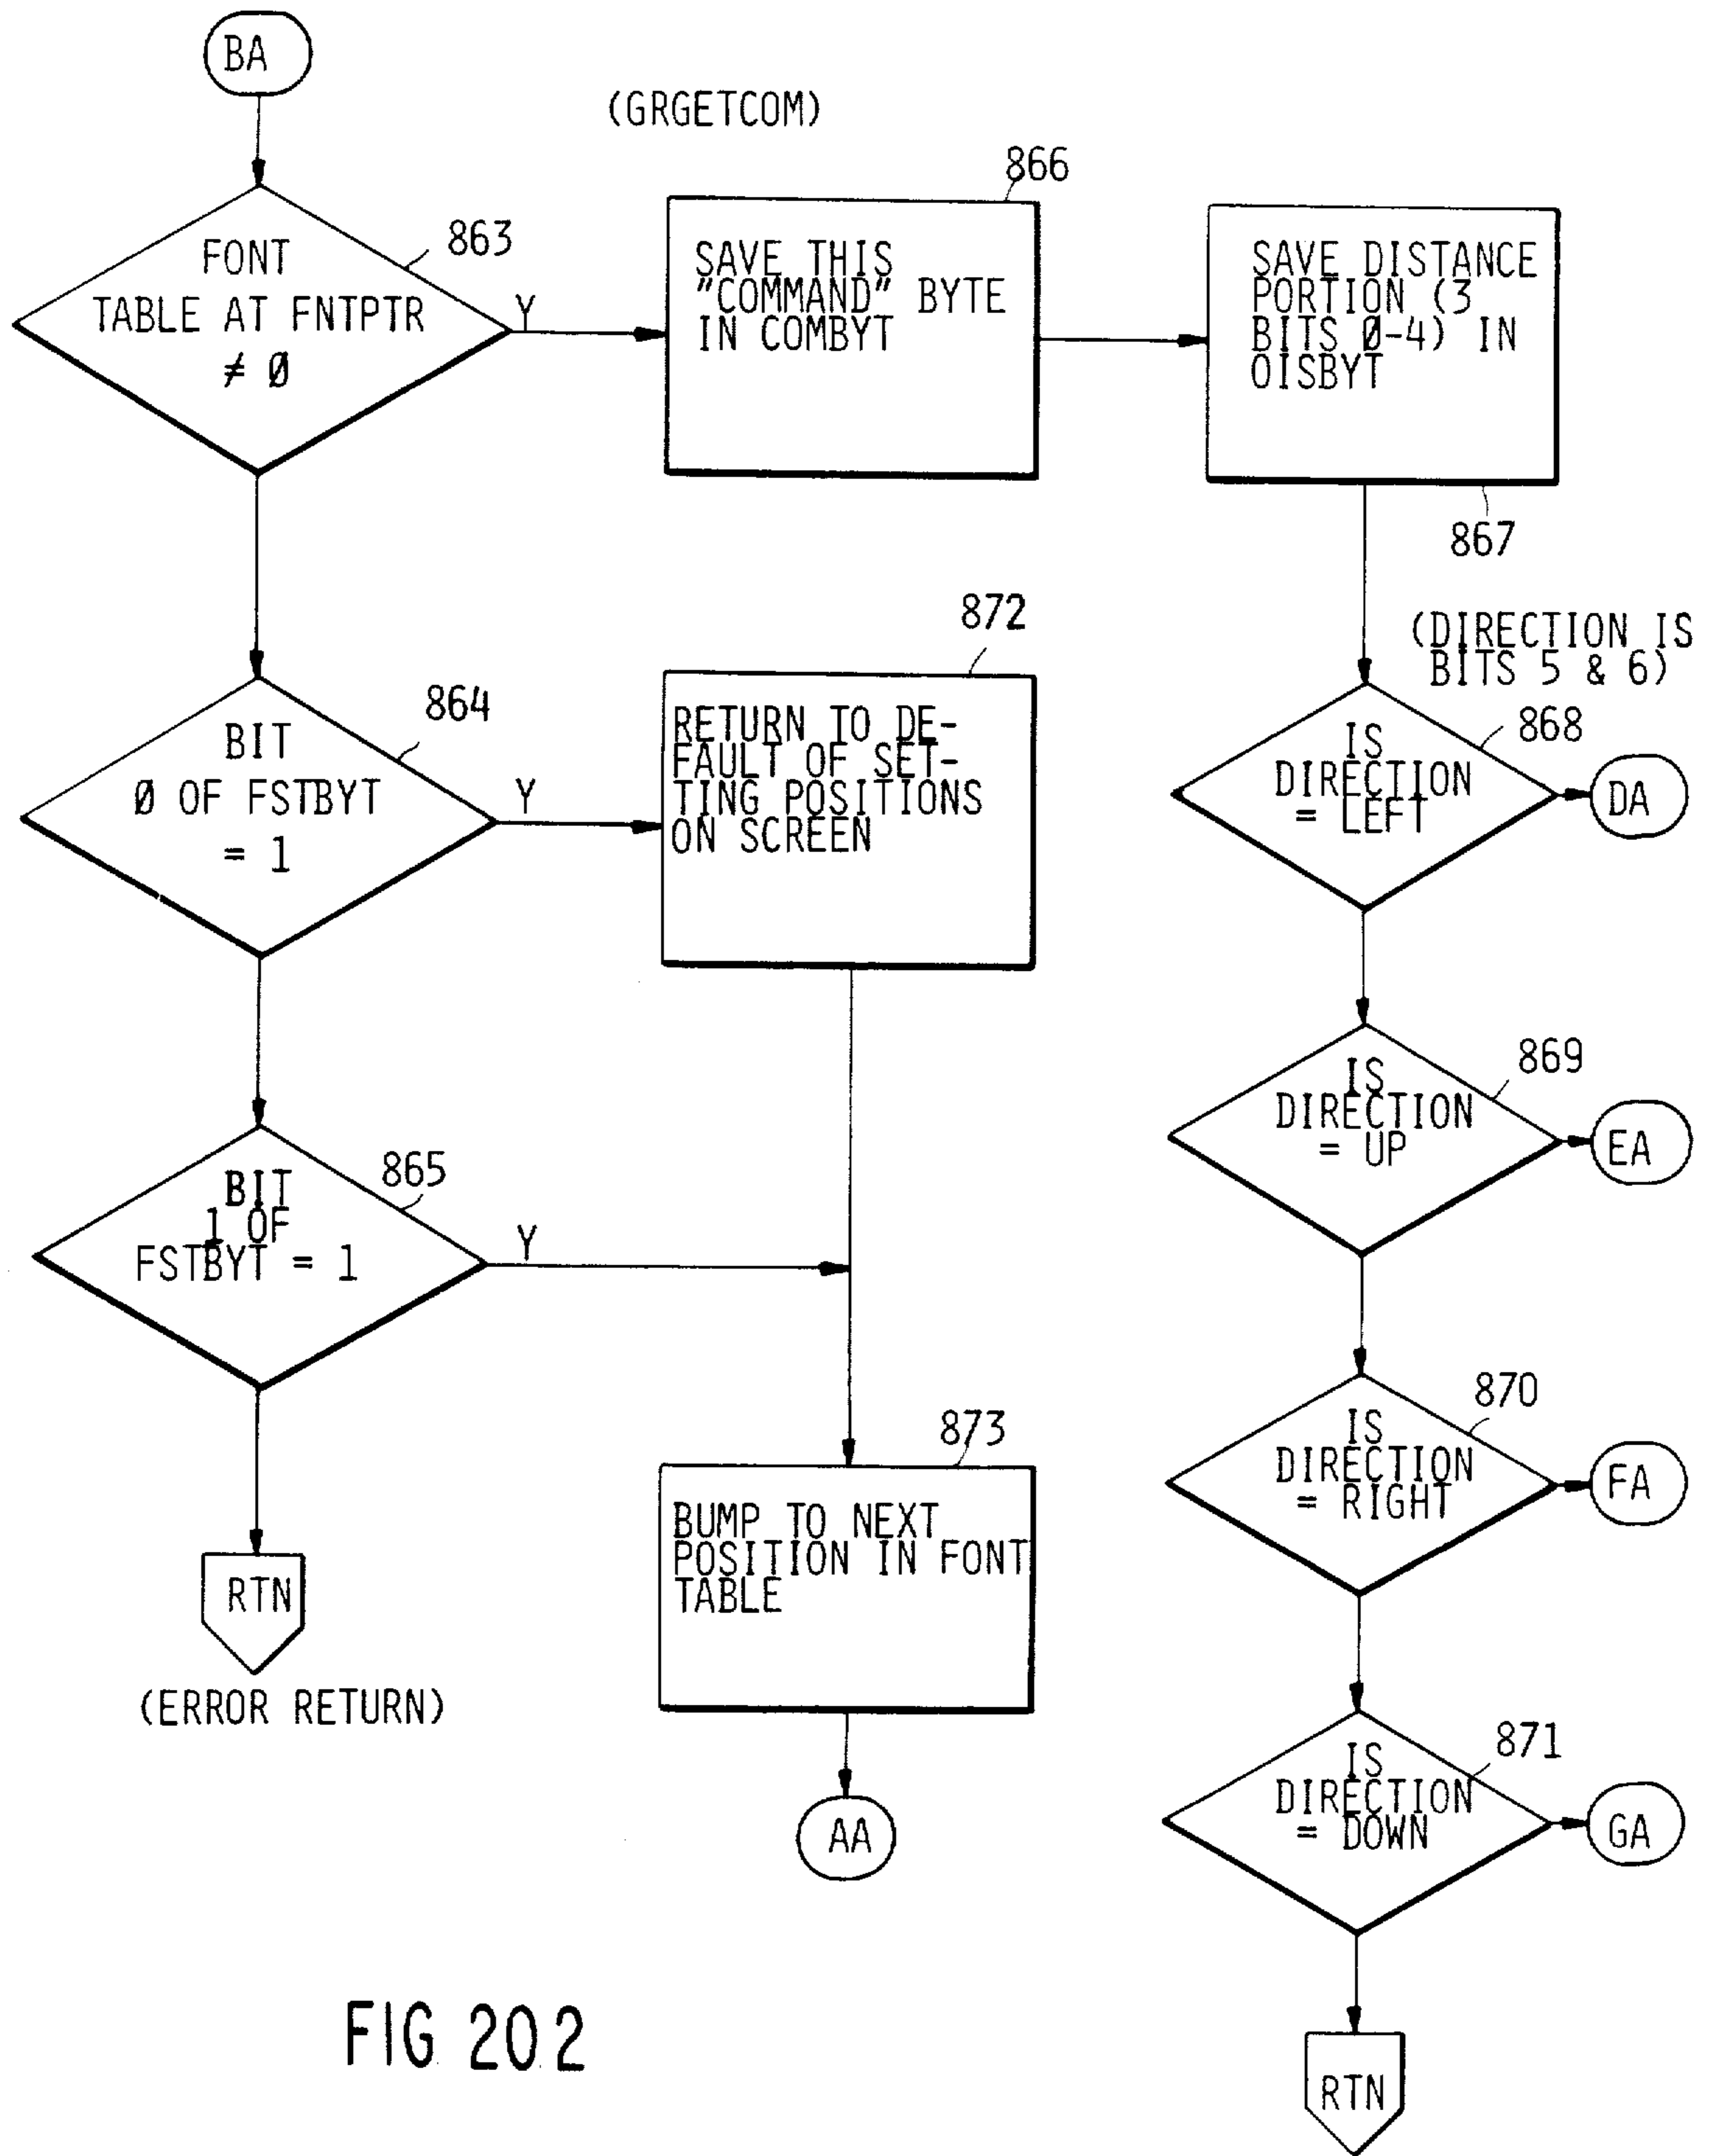 BA
(GRGETCOM)
863
FONT
TABLE AT FNTPTR
≠ Ø
Y
866
SAVE THIS
"COMMAND" BYTE
IN COMBYT
SAVE DISTANCE
PORTION (3
BITS Ø-4) IN
OISBYT
867
864
BIT
Ø OF FSTBYT
= 1
Y
872
RETURN TO DE-
FAULT OF SET-
TING POSITIONS
ON SCREEN
(DIRECTION IS
BITS 5 & 6)
868
IS
DIRECTION
= LEFT
DA
869
IS
DIRECTION
= UP
EA
865
BIT
1 OF
FSTBYT = 1
Y
RTN
(ERROR RETURN)
873
BUMP TO NEXT
POSITION IN FONT
TABLE
AA
870
IS
DIRECTION
= RIGHT
FA
871
IS
DIRECTION
= DOWN
GA
RTN
FIG 20.2